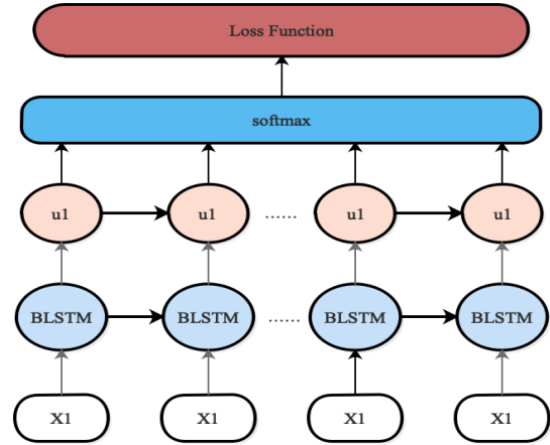 Loss Function
softmax
u1 u1 ...... u1 u1
BLSTM BLSTM ...... BLSTM BLSTM
X1 X1 X1 X1